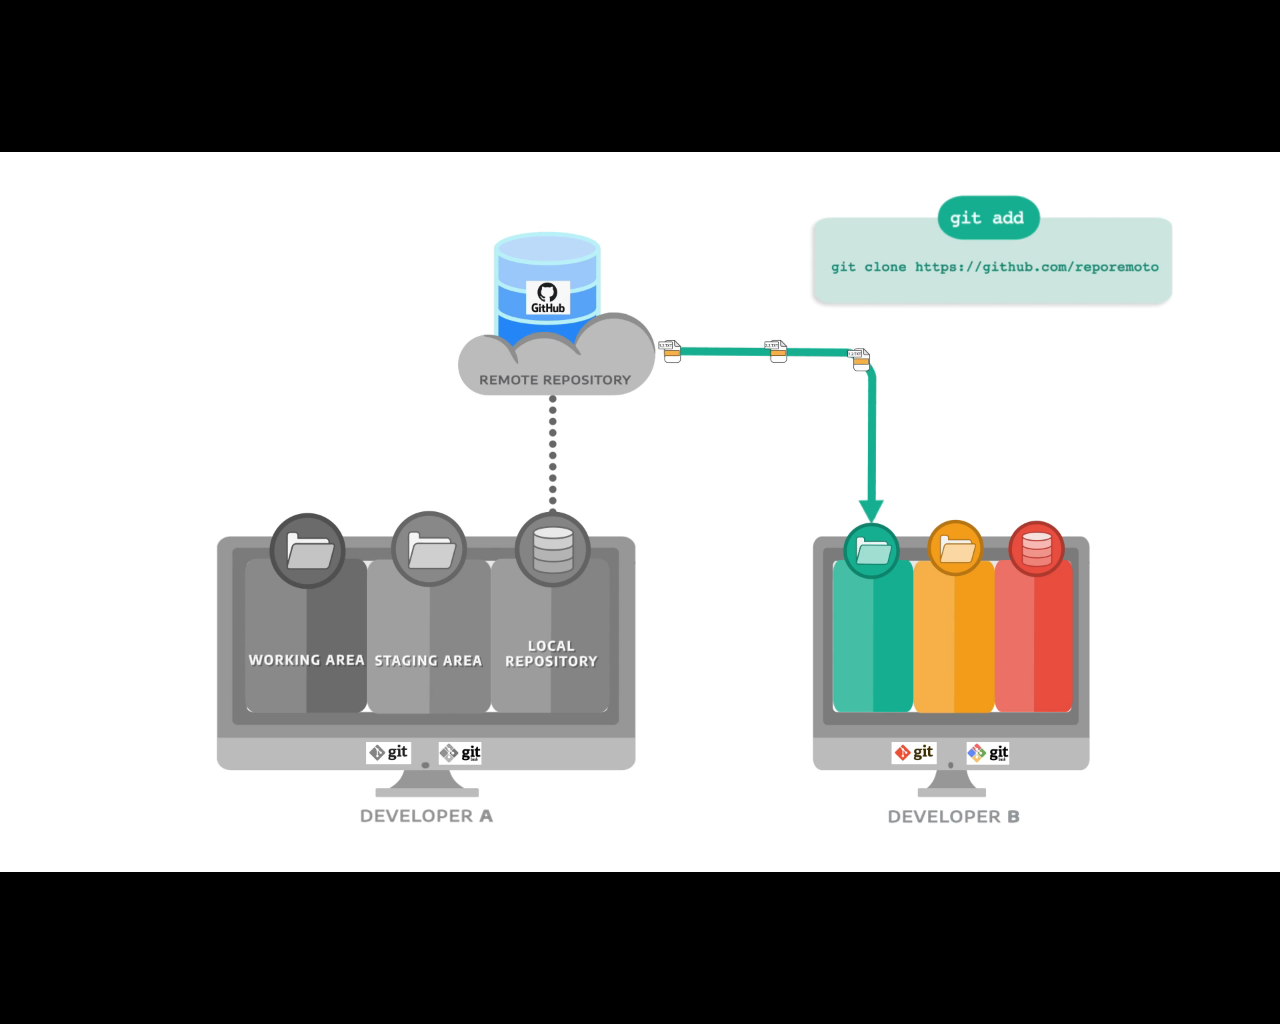 git add
git clone https://github.com/reporemoto
GitHub
REMOTE REPOSITORY
WORKING AREA
STAGING AREA
LOCAL
REPOSITORY
git
git
git
git
DEVELOPER A
DEVELOPER B